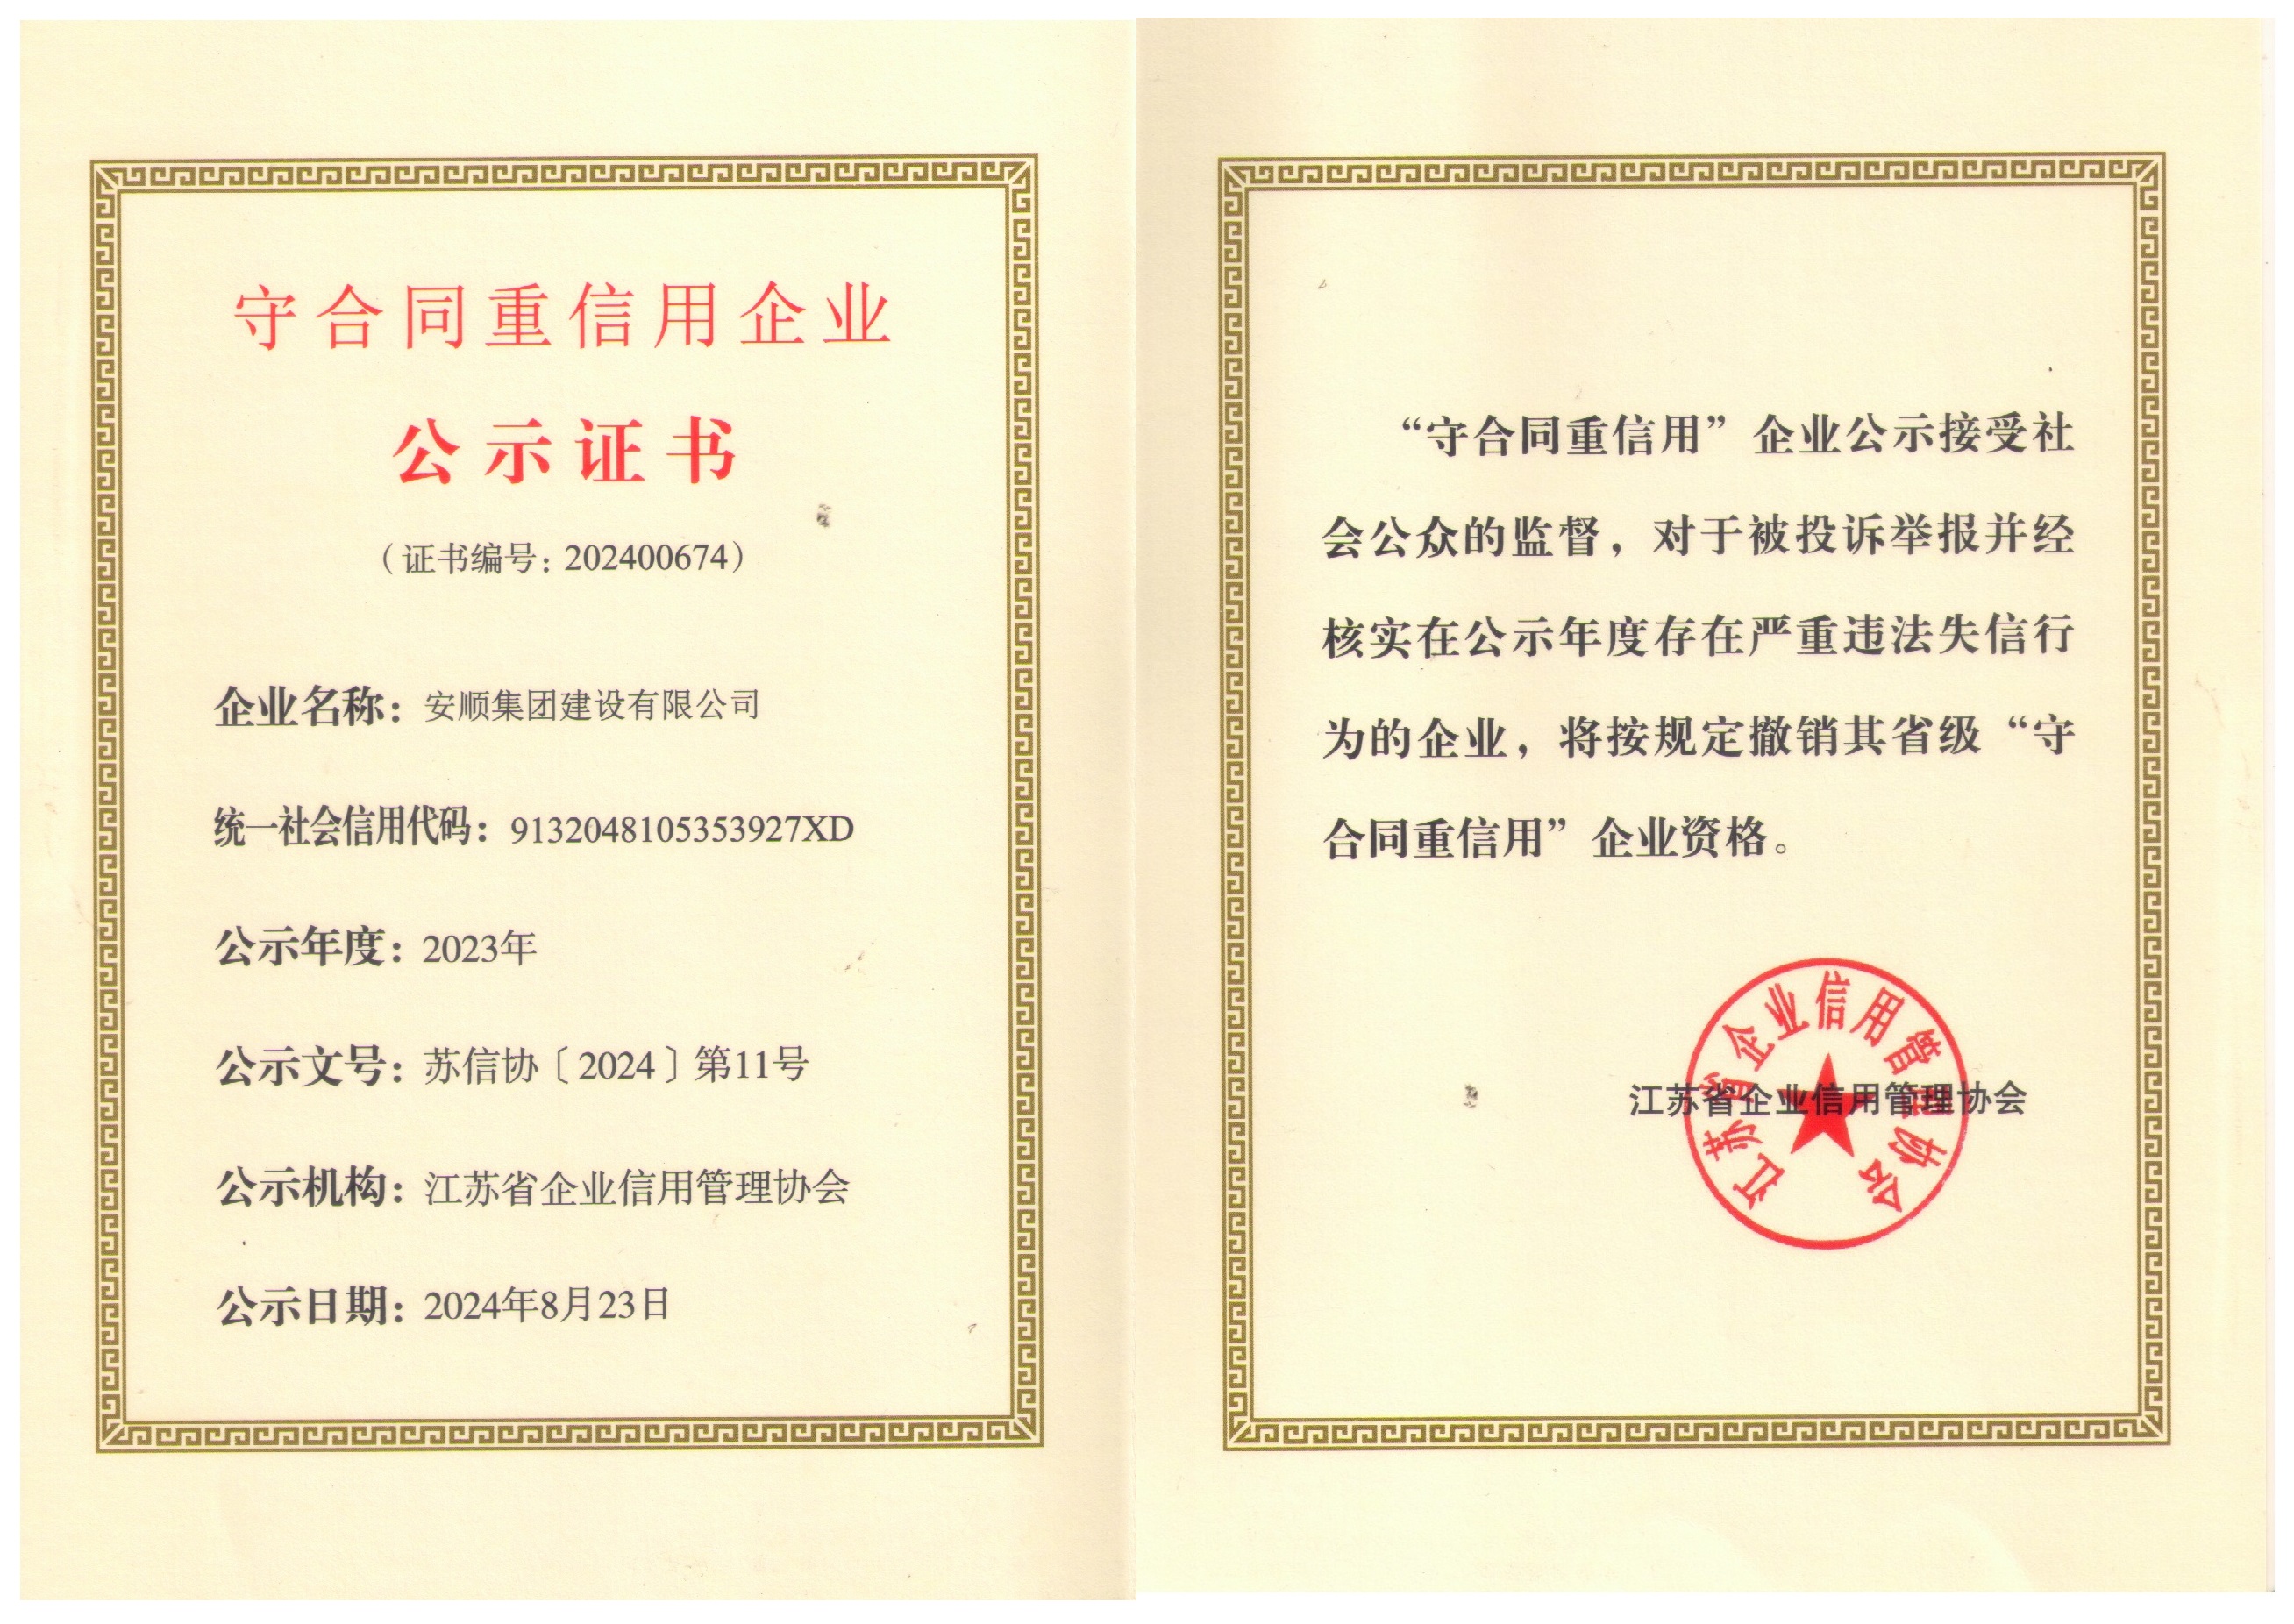 守合同重信用企业
公示证书
（证书编号：202400674）
企业名称：安顺集团建设有限公司
统一社会信用代码：9132048105353927XD
公示年度：2023年
公示文号：苏信协〔2024〕第11号
公示机构：江苏省企业信用管理协会
公示日期：2024年8月23日
“守合同重信用”企业公示接受社
会公众的监督，对于被投诉举报并经
核实在公示年度存在严重违法失信行
为的企业，将按规定撤销其省级“守
合同重信用”企业资格。
江苏省企业信用管理协会
江苏省企业信用管理协会